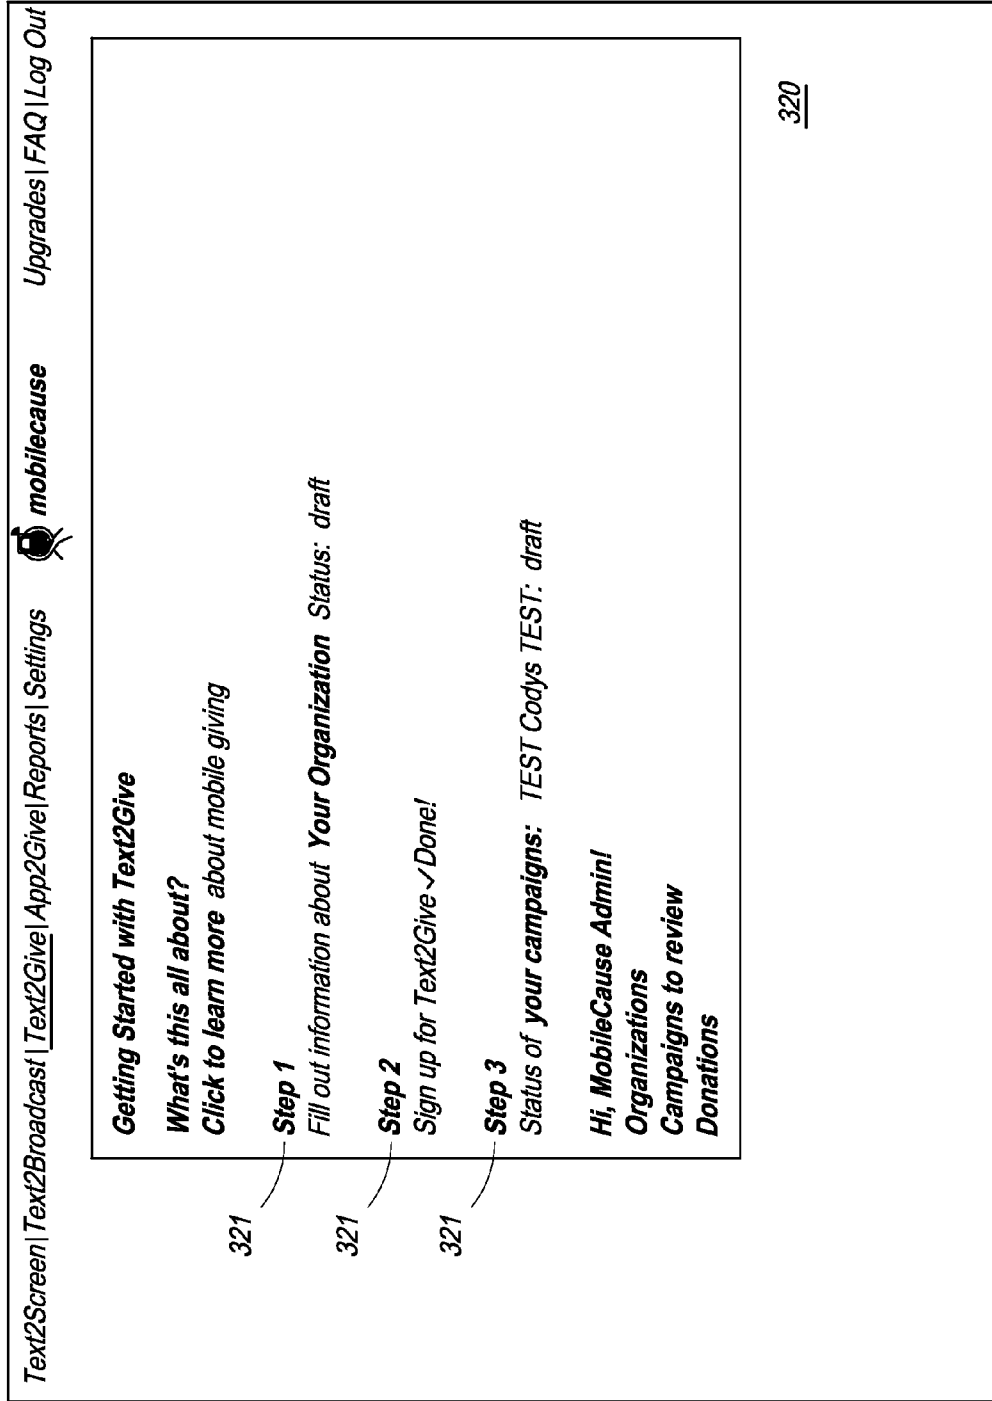 Text2Screen|Text2Broadcast|Text2Give|App2Give|Reports|Settings mobilecause Upgrades|FAQ|Log Out
Getting Started with Text2Give
What's this all about?
Click to learn more about mobile giving
321 Step 1
Fill out information about Your Organization Status: draft
321 Step 2
Sign up for Text2Give ✓Done!
321 Step 3
Status of your campaigns: TEST Codys TEST: draft
Hi, MobileCause Admin!
Organizations
Campaigns to review
Donations
320